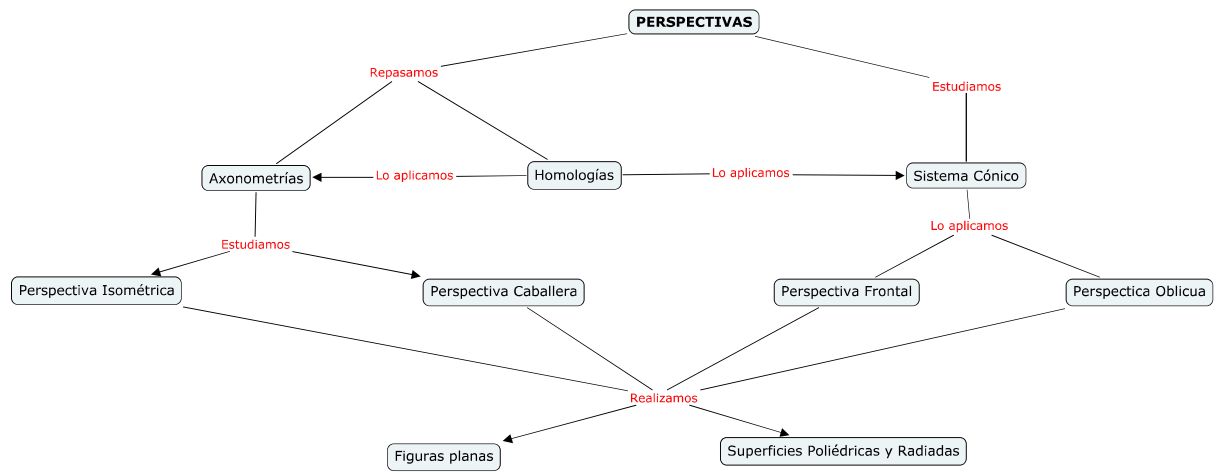 PERSPECTIVAS
Repasamos
Estudiamos
Axonometrías
Lo aplicamos
Homologías
Lo aplicamos
Sistema Cónico
Estudiamos
Lo aplicamos
Perspectiva Isométrica
Perspectiva Caballera
Perspectiva Frontal
Perspectica Oblicua
Realizamos
Figuras planas
Superficies Poliédricas y Radiadas